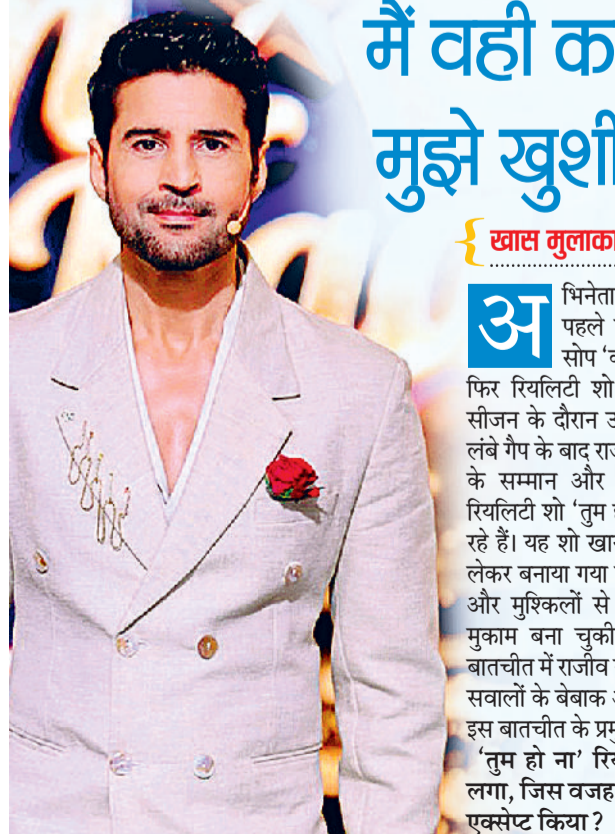 मैं वही क
मुझे खुशी
खास मुलाका
अभिनेता
पहले
सोप
फिर रियलिटी शो
सीजन के दौरान
लंबे गैप के बाद
के सम्मान और
रियलिटी शो ‘तुम
रहे हैं। यह शो
लेकर बनाया गया
और मुश्किलों से
मुकाम बना चुकी
बातचीत में राजीव
सवालों के बेबाक
इस बातचीत के
‘तुम हो ना’
लगा, जिस वजह
एक्सेप्ट किया?